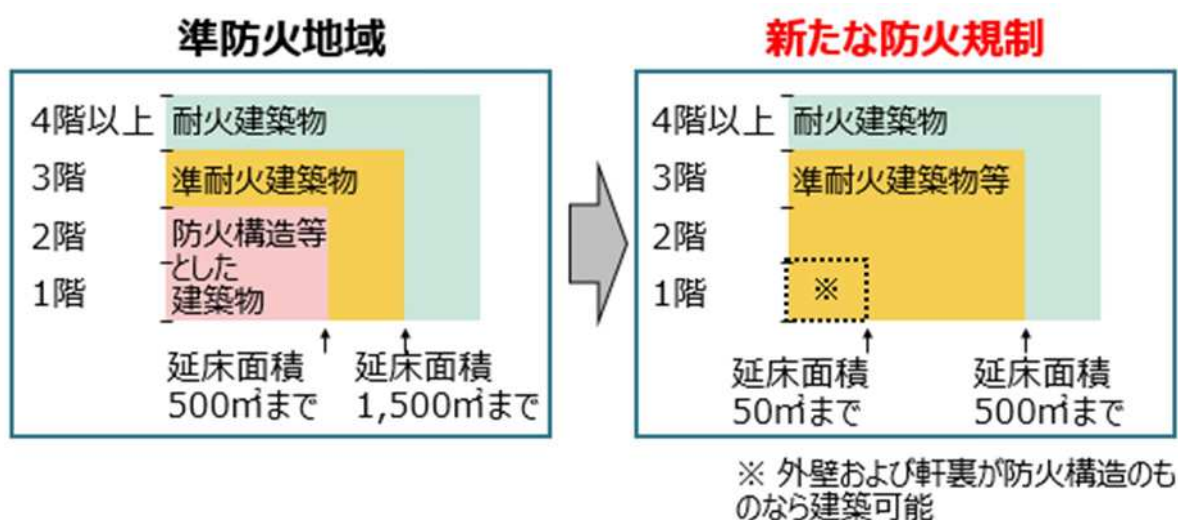 準防火地域
4階以上
耐火建築物
3階
準耐火建築物
2階
防火構造等
とした
1階
建築物
延床面積
500㎡まで
延床面積
1,500㎡まで
新たな防火規制
4階以上
耐火建築物
3階
準耐火建築物等
2階
1階
※
延床面積
50㎡まで
延床面積
500㎡まで
※ 外壁および軒裏が防火構造のも
のなら建築可能